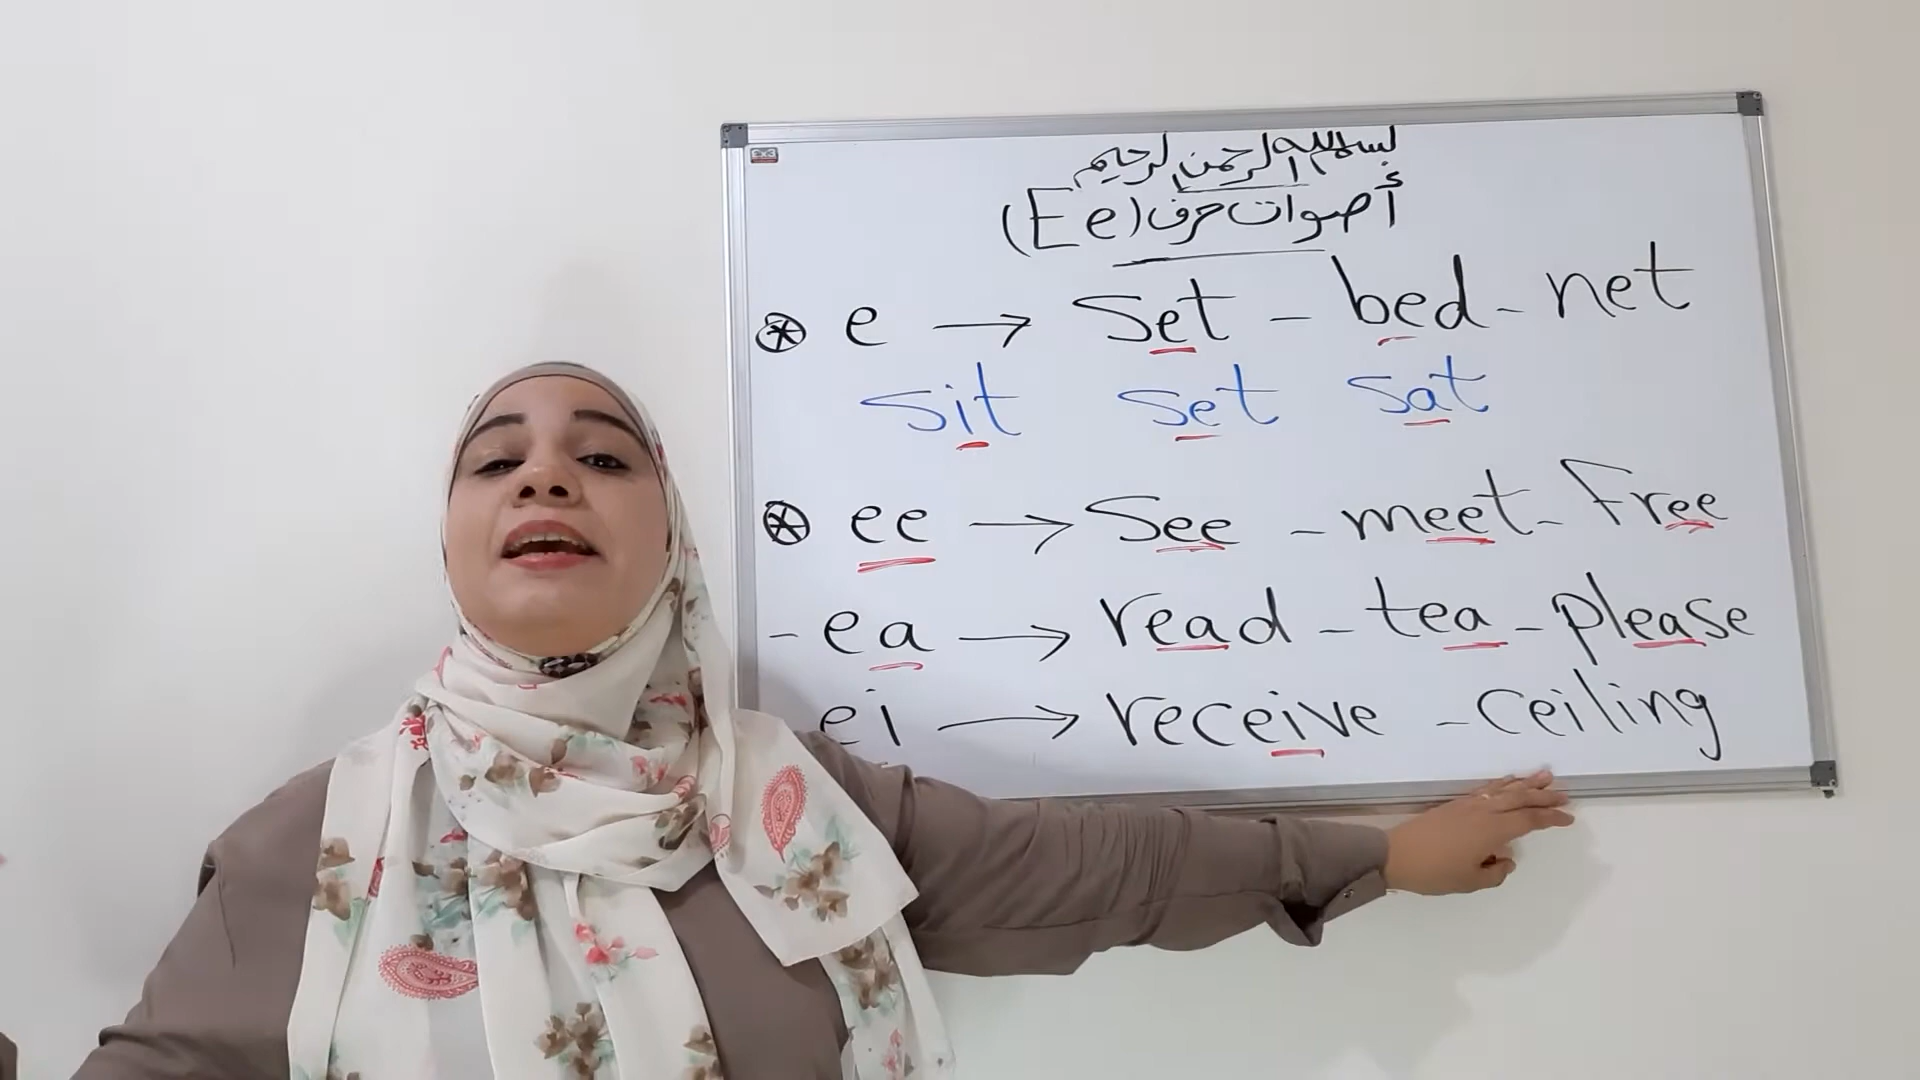 بسم الله الرحمن الرحيم
أصوات حرف (Ee)
e → Set - bed - net
sit set sat
ee → See - meet - free
- ea → read - tea - please
ei → receive - ceiling